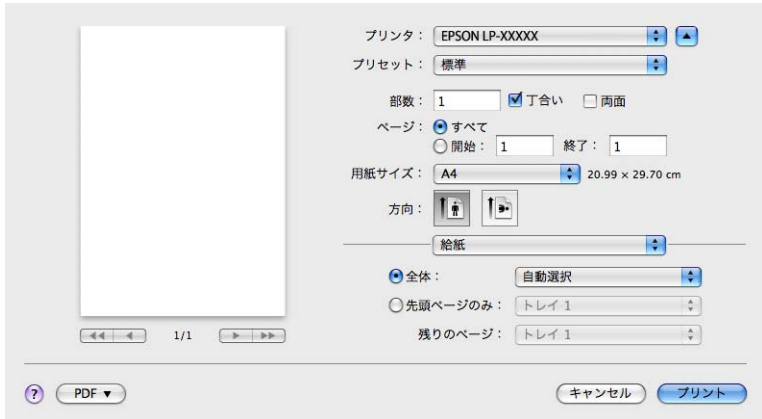 プリンタ： EPSON LP-XXXXX
プリセット： 標準
部数： 1 丁合い 両面
ページ： すべて
開始： 1 終了： 1
用紙サイズ： A4 20.99 × 29.70 cm
方向：
給紙
全体： 自動選択
先頭ページのみ： トレイ 1
残りのページ： トレイ 1
1/1
? PDF ▼ キャンセル プリント